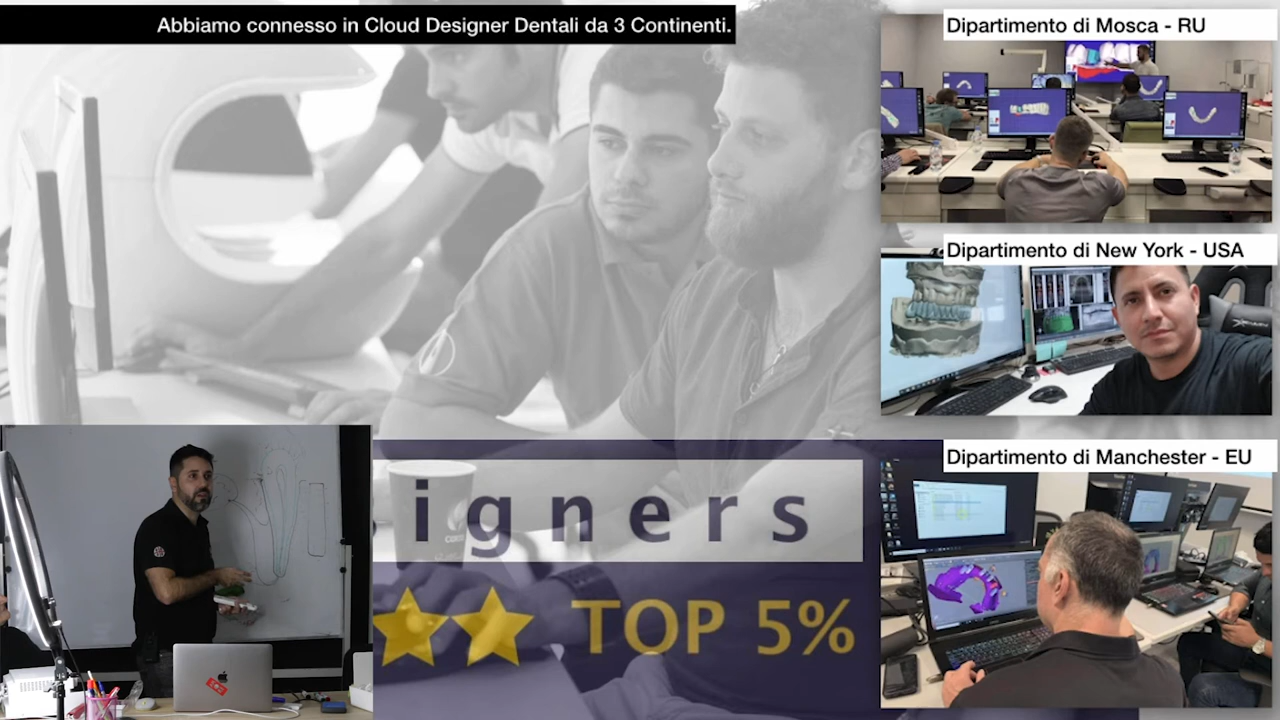 Abbiamo connesso in Cloud Designer Dentali da 3 Continenti.
Dipartimento di Mosca - RU
Dipartimento di New York - USA
Dipartimento di Manchester - EU
igners
TOP 5%